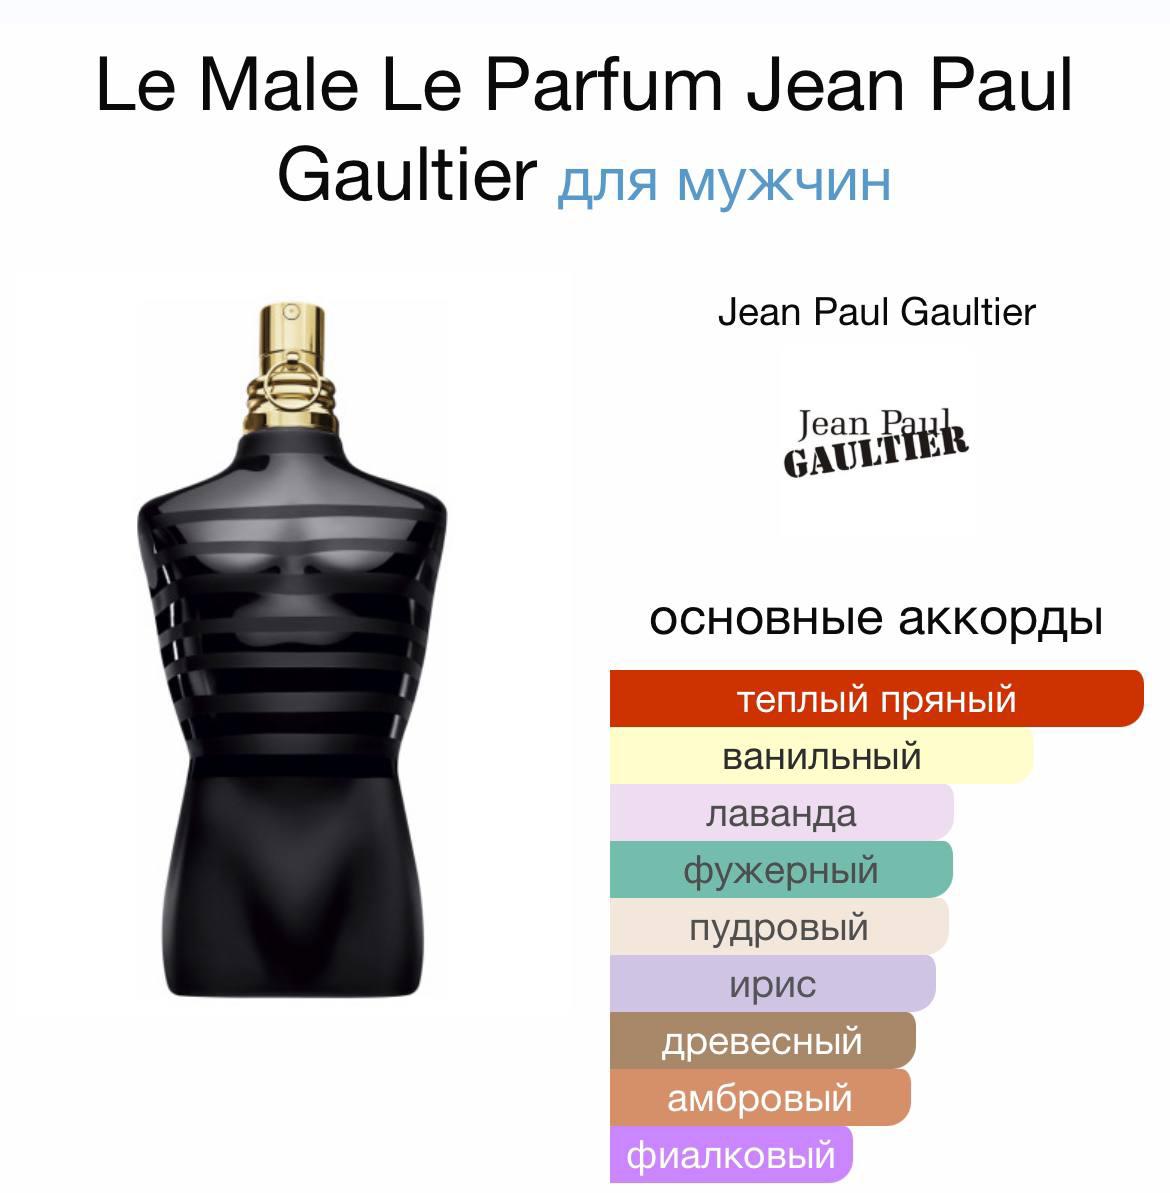 Le Male Le Parfum Jean Paul
Gaultier для мужчин
Jean Paul Gaultier
Jean Paul
GAULTIER
основные аккорды
теплый пряный
ванильный
лаванда
фужерный
пудровый
ирис
древесный
амбровый
фиалковый